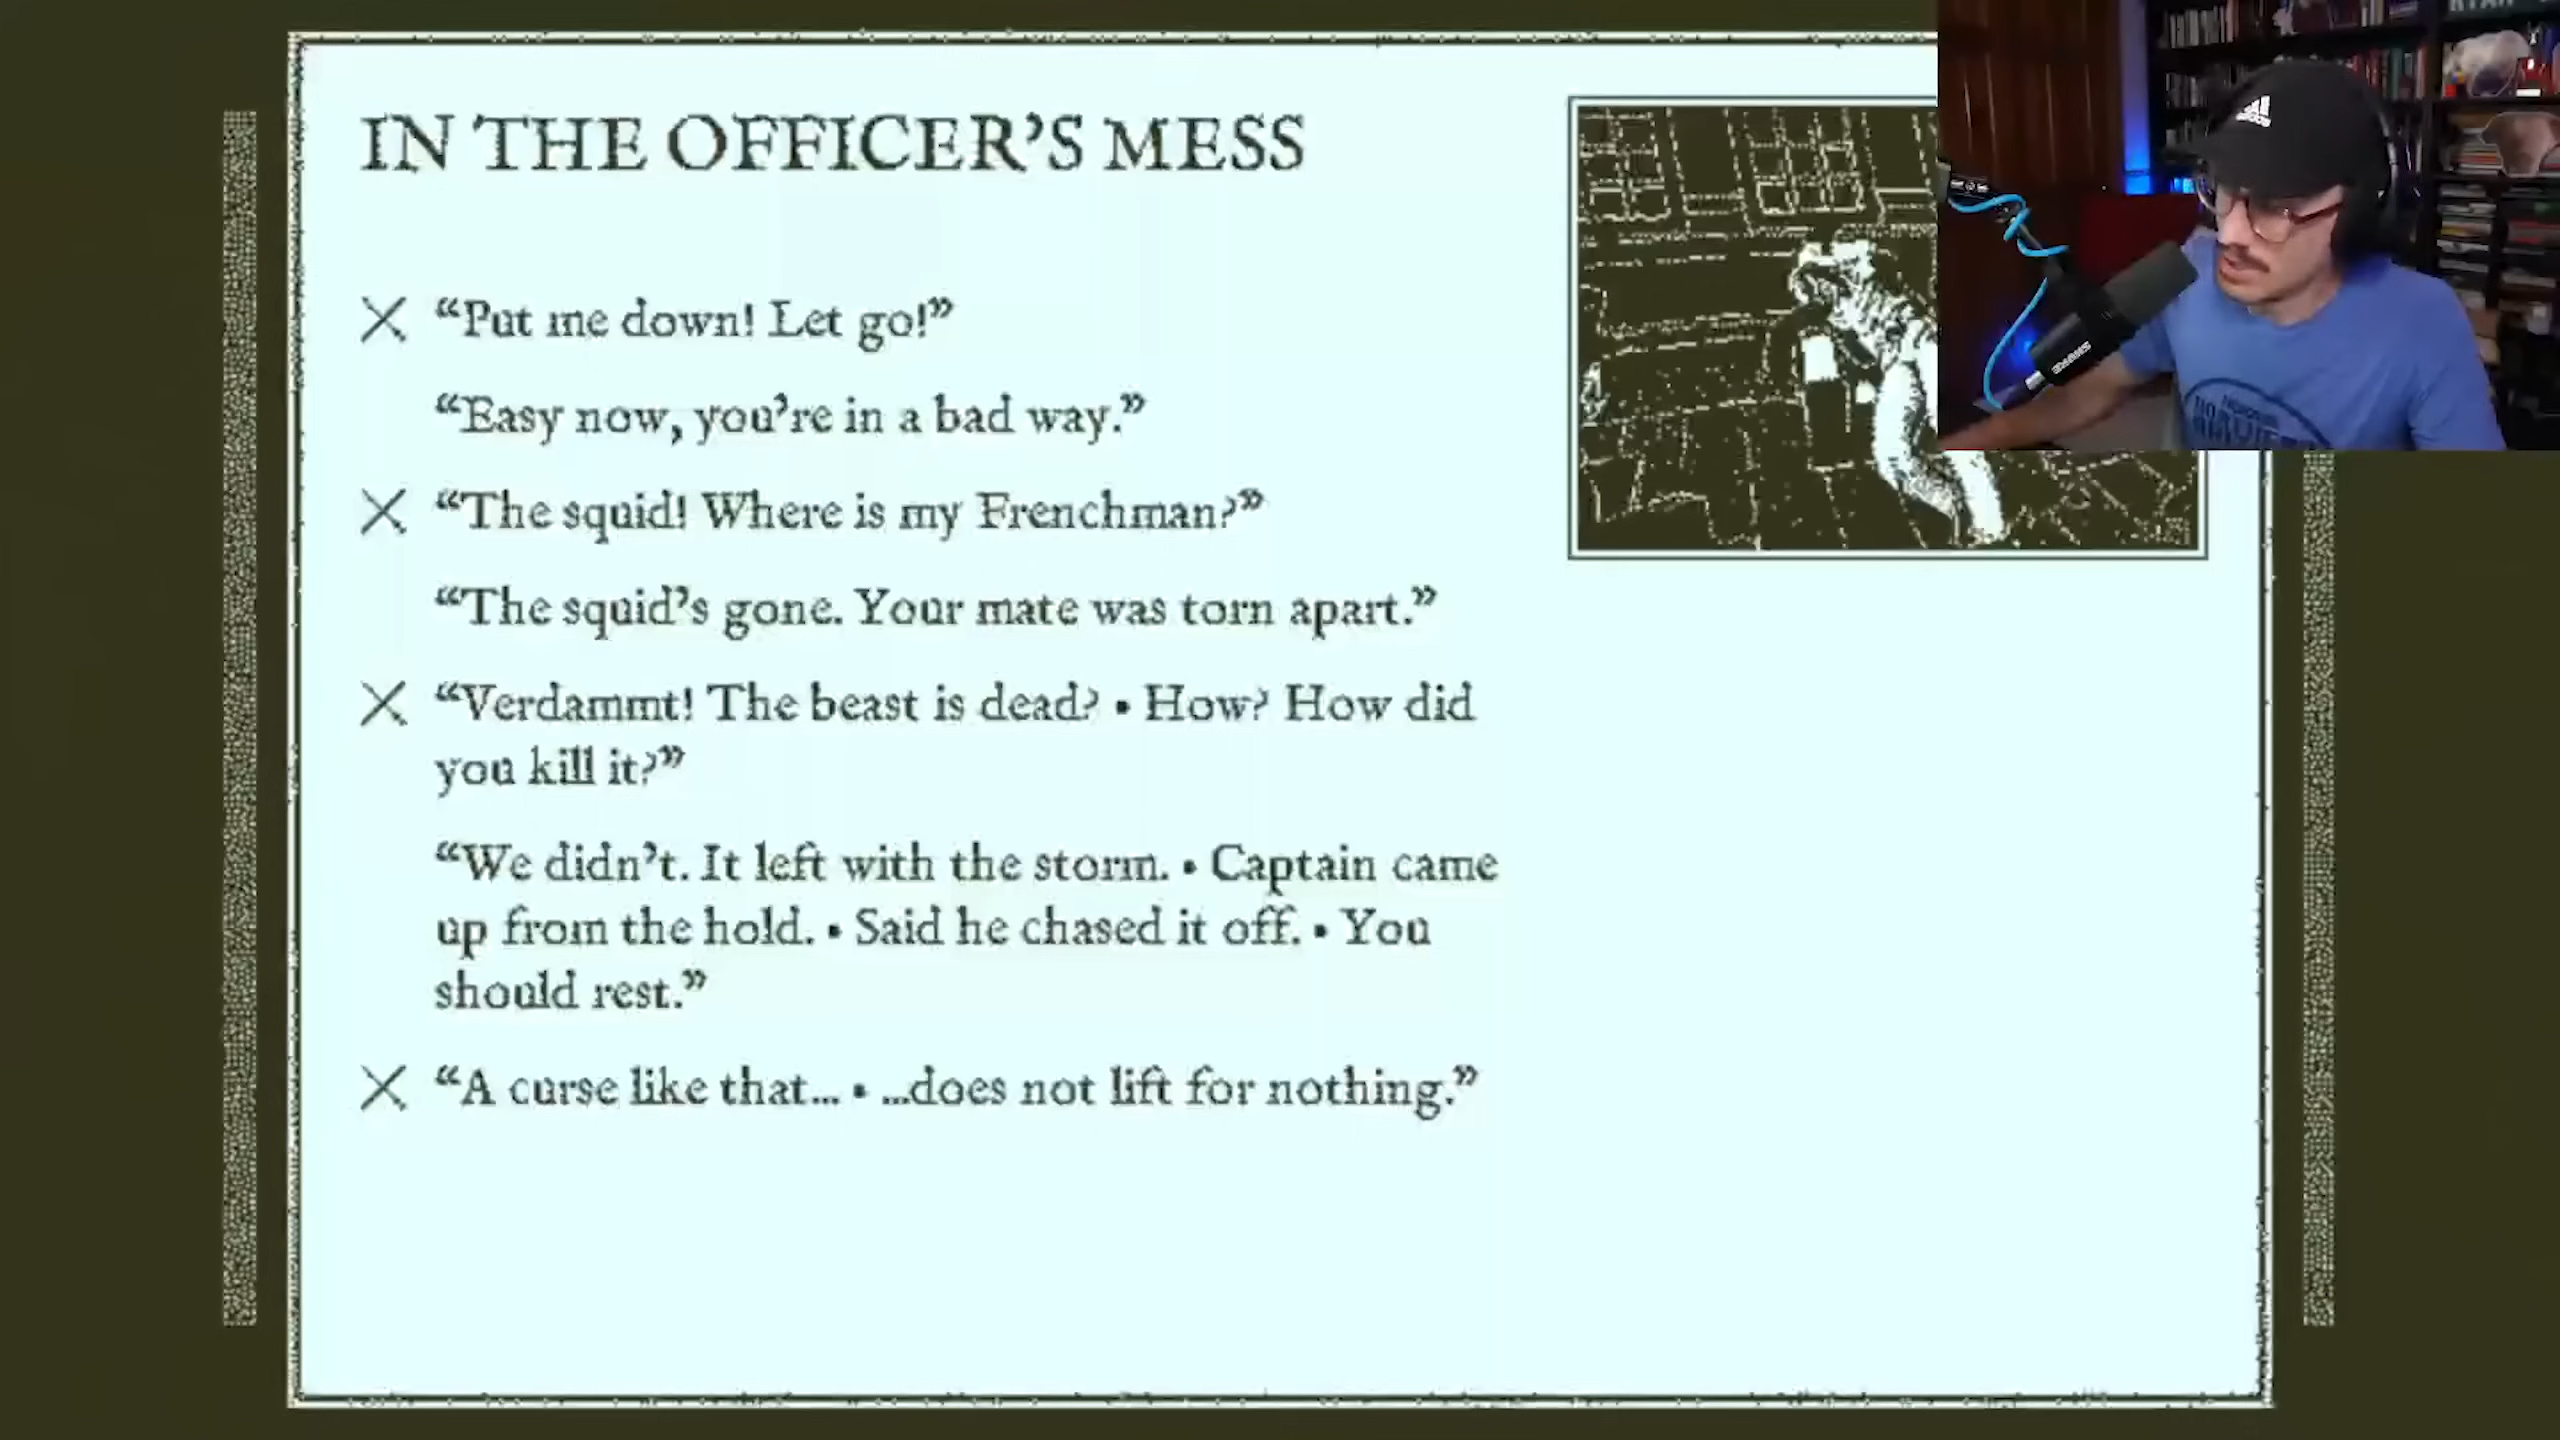 IN THE OFFICER’S MESS
“Put me down! Let go!”
“Easy now, you’re in a bad way.”
“The squid! Where is my Frenchman?”
“The squid’s gone. Your mate was torn apart.”
“Verdammt! The beast is dead? • How? How did
you kill it?”
“We didn’t. It left with the storm. • Captain came
up from the hold. • Said he chased it off. • You
should rest.”
“A curse like that... • ...does not lift for nothing.”
adidas
SHURE